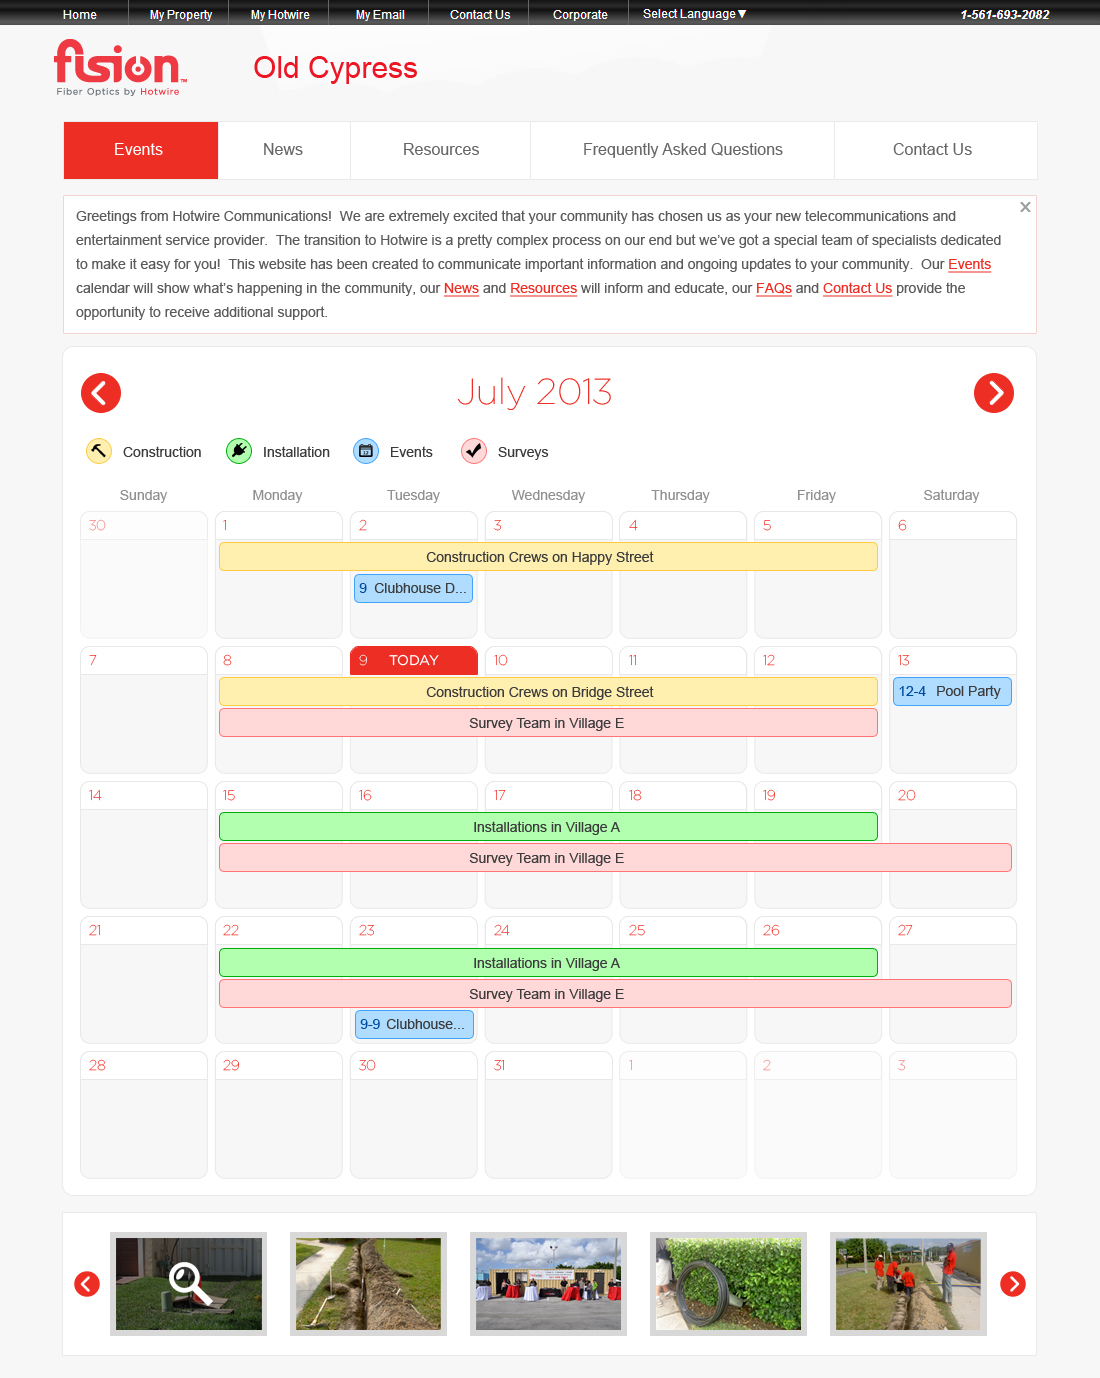 Home My Property My Hotwire My Email Contact Us Corporate Select Language▼ 1-561-693-2082
fision™
Fiber Optics by Hotwire
Old Cypress
Events News Resources Frequently Asked Questions Contact Us
Greetings from Hotwire Communications! We are extremely excited that your community has chosen us as your new telecommunications and
entertainment service provider. The transition to Hotwire is a pretty complex process on our end but we've got a special team of specialists dedicated
to make it easy for you! This website has been created to communicate important information and ongoing updates to your community. Our Events
calendar will show what's happening in the community, our News and Resources will inform and educate, our FAQs and Contact Us provide the
opportunity to receive additional support.
July 2013
Construction Installation Events Surveys
Sunday Monday Tuesday Wednesday Thursday Friday Saturday
30 1 2 3 4 5 6
Construction Crews on Happy Street
9 Clubhouse D...
7 8 9 TODAY 10 11 12 13
Construction Crews on Bridge Street 12-4 Pool Party
Survey Team in Village E
14 15 16 17 18 19 20
Installations in Village A
Survey Team in Village E
21 22 23 24 25 26 27
Installations in Village A
Survey Team in Village E
9-9 Clubhouse...
28 29 30 31 1 2 3